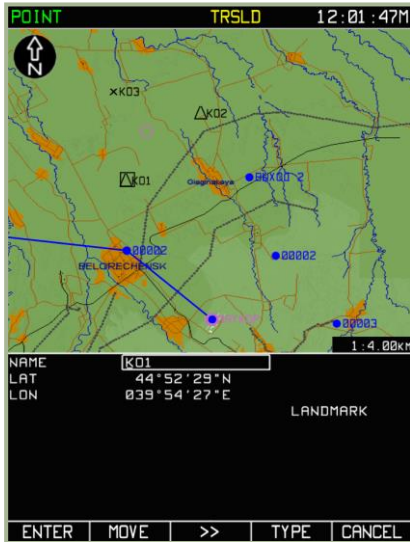 POINT TRSLD 12:01:47M
N
×K03
K02
K01
Giaginskaya
00002
BELORECHENSK
00002
00003
1:4.00KM
NAME K01
LAT 44°52'29"N
LON 039°54'27"E
LANDMARK
ENTER MOVE >> TYPE CANCEL